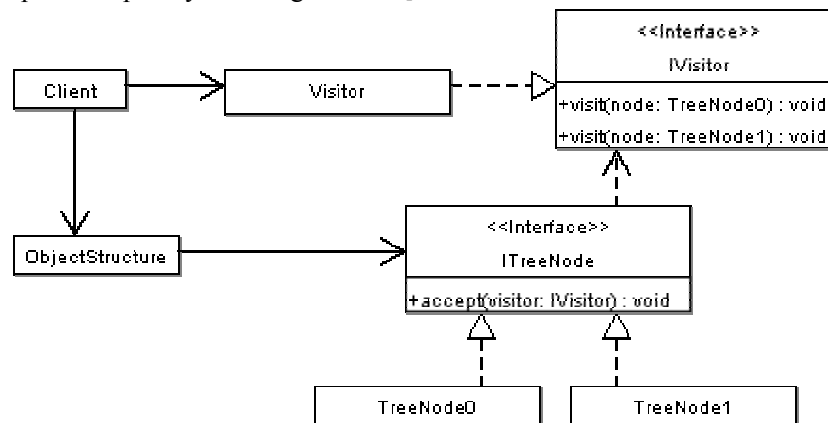 <<Interface>>
IVisitor
+visit(node: TreeNode0) : void
+visit(node: TreeNode1) : void
Client
Visitor
<<Interface>>
ITreeNode
+accept(visitor: IVisitor) : void
ObjectStructure
TreeNode0
TreeNode1